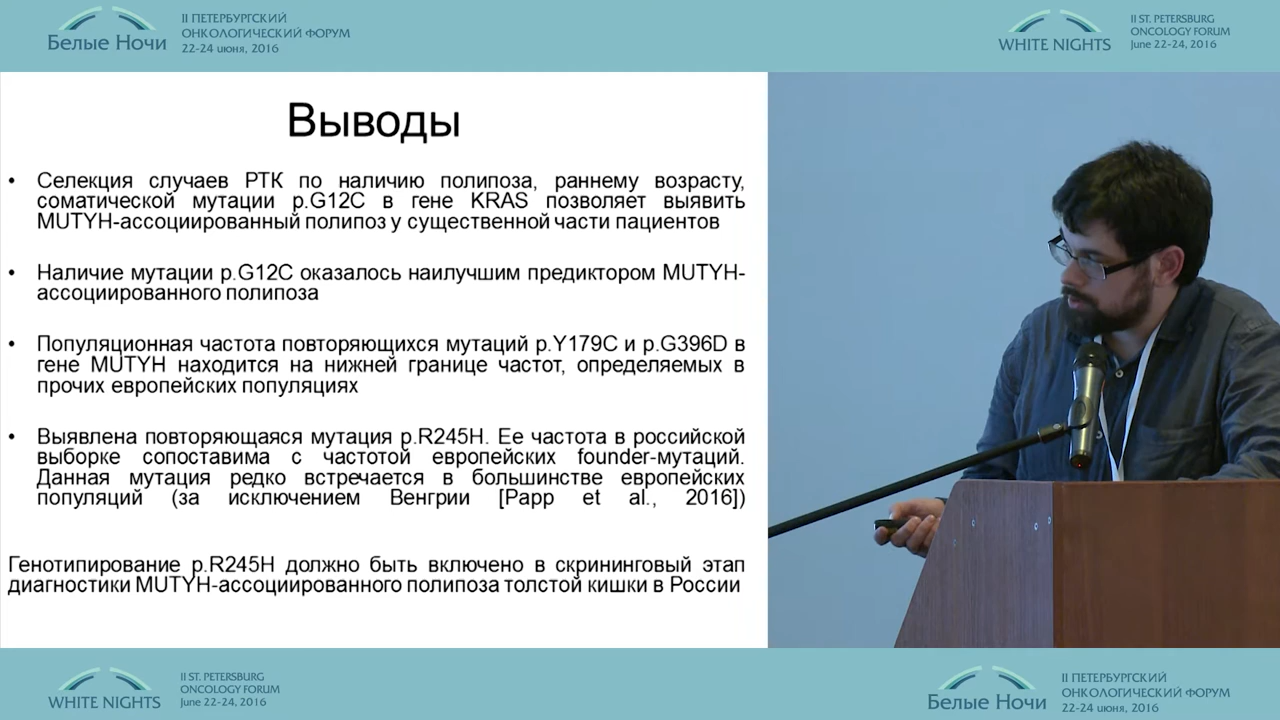 Белые Ночи
II ПЕТЕРБУРГСКИЙ
ОНКОЛОГИЧЕСКИЙ ФОРУМ
22-24 июня, 2016
WHITE NIGHTS
II ST. PETERSBURG
ONCOLOGY FORUM
June 22-24, 2016
Выводы
• Селекция случаев РТК по наличию полипоза, раннему возрасту,
соматической мутации p.G12C в гене KRAS позволяет выявить
MUTYH-ассоциированный полипоз у существенной части пациентов
• Наличие мутации p.G12C оказалось наилучшим предиктором MUTYH-
ассоциированного полипоза
• Популяционная частота повторяющихся мутаций p.Y179C и p.G396D в
гене MUTYH находится на нижней границе частот, определяемых в
прочих европейских популяциях
• Выявлена повторяющаяся мутация p.R245H. Ее частота в российской
выборке сопоставима с частотой европейских founder-мутаций.
Данная мутация редко встречается в большинстве европейских
популяций (за исключением Венгрии [Papp et al., 2016])
Генотипирование p.R245H должно быть включено в скрининговый этап
диагностики MUTYH-ассоциированного полипоза толстой кишки в России
WHITE NIGHTS
II ST. PETERSBURG
ONCOLOGY FORUM
June 22-24, 2016
Белые Ночи
II ПЕТЕРБУРГСКИЙ
ОНКОЛОГИЧЕСКИЙ ФОРУМ
22-24 июня, 2016